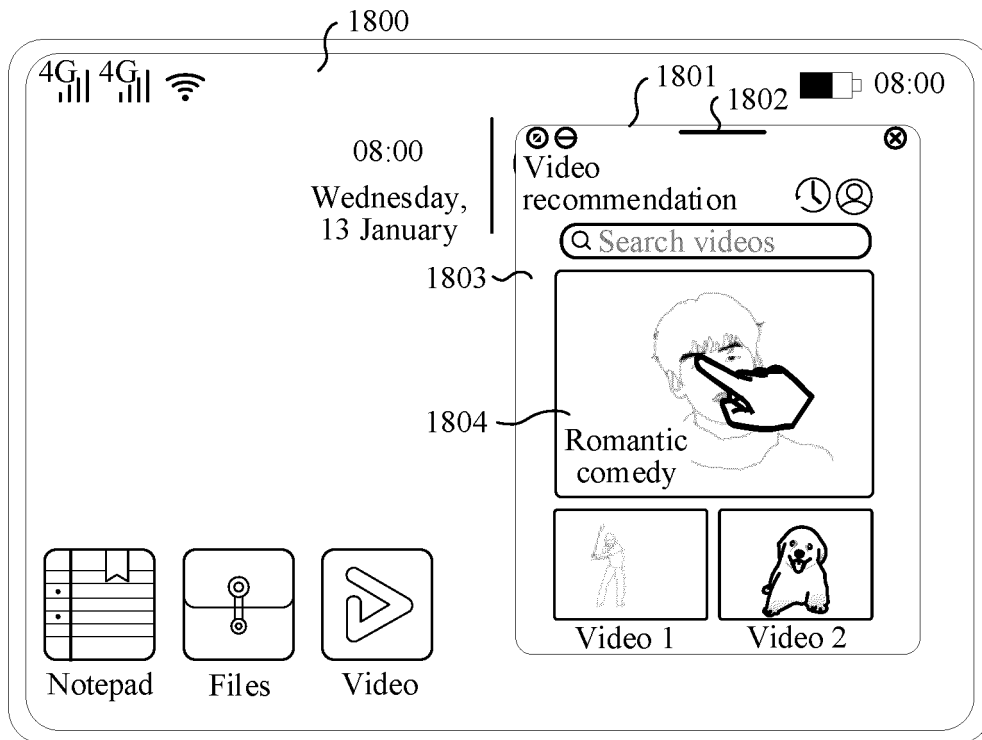 1800
4G 4G
08:00
1801
1802
08:00
Wednesday,
13 January
Video
recommendation
Search videos
1803
1804
Romantic
comedy
Video 1
Video 2
Notepad
Files
Video